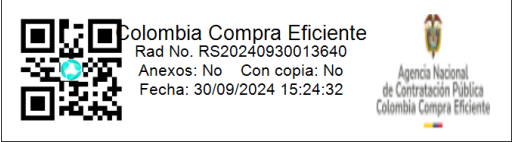 Colombia Compra Eficiente
Rad No. RS20240930013640
Anexos: No Con copia: No
Fecha: 30/09/2024 15:24:32
Agencia Nacional
de Contratación Pública
Colombia Compra Eficiente